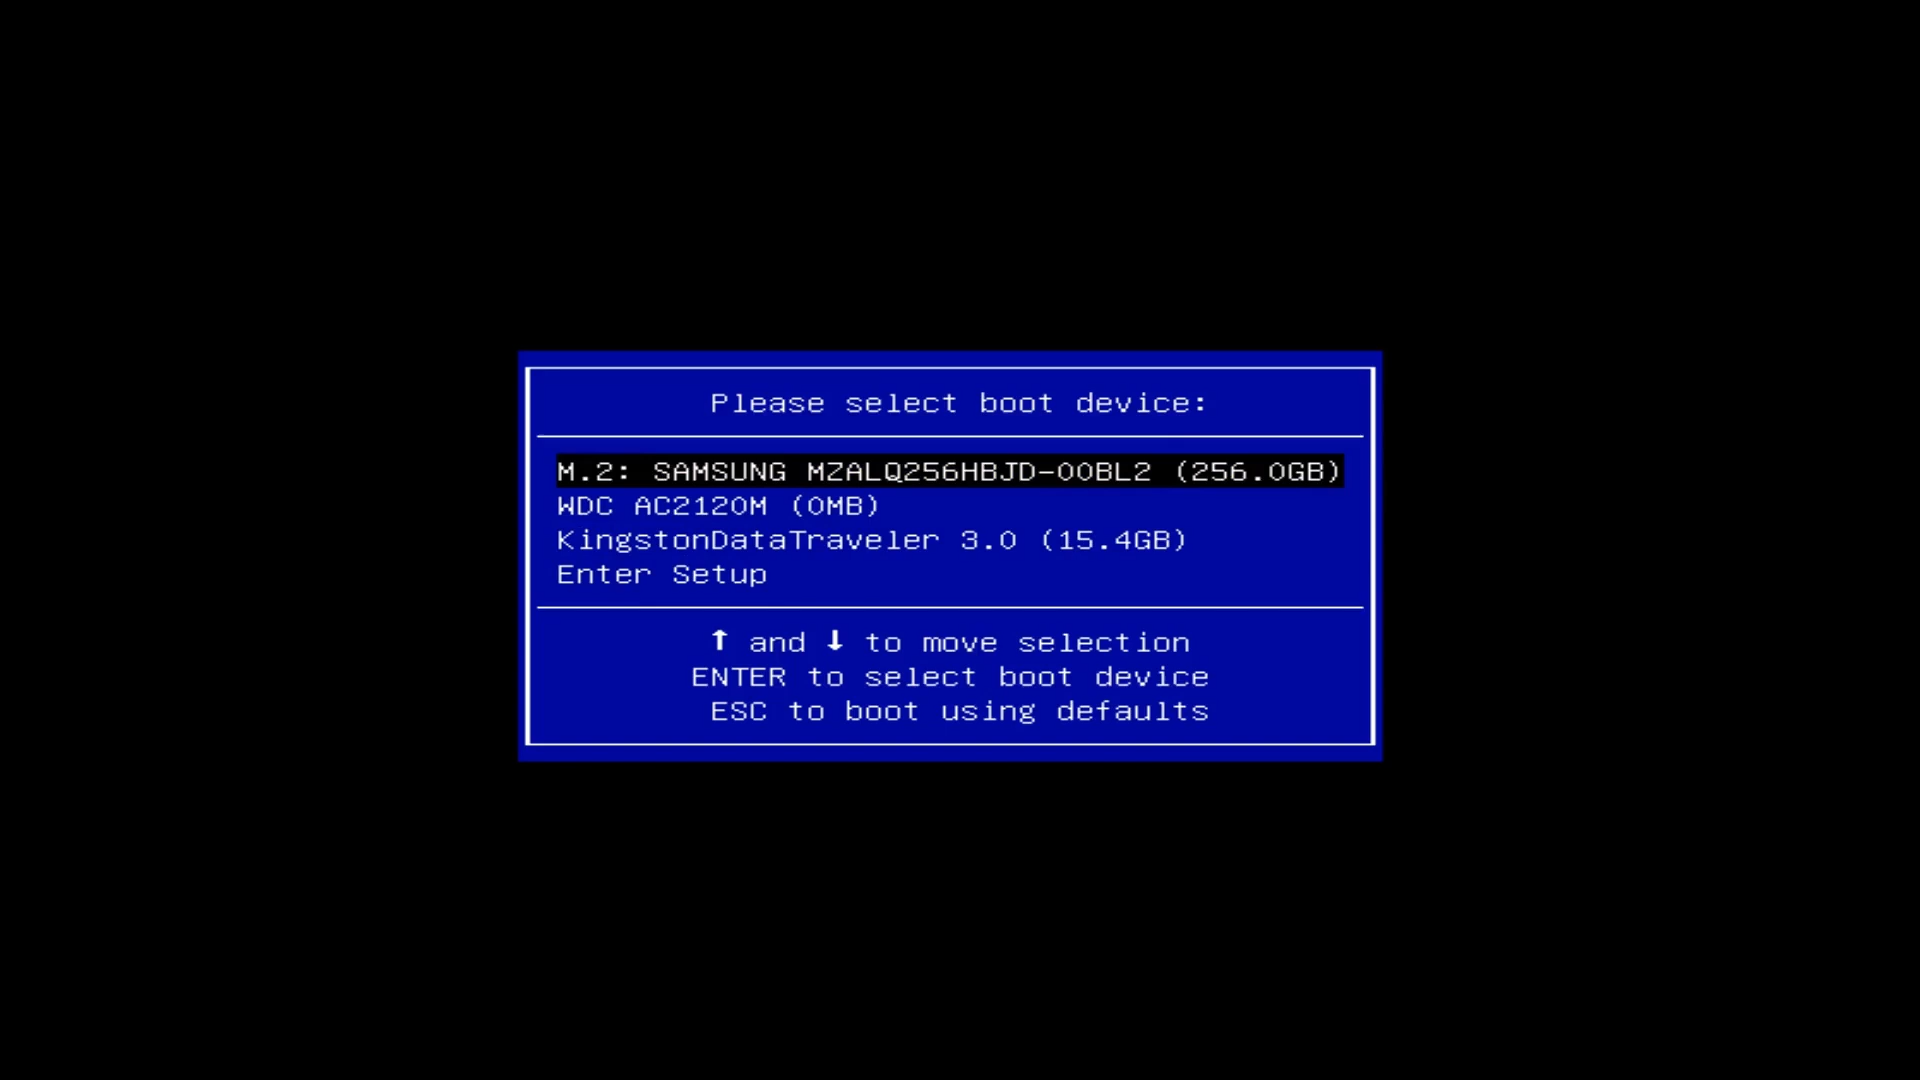 Please select boot device:
M.2: SAMSUNG MZALQ256HBJD-00BL2 (256.0GB)
WDC AC2120M (0MB)
KingstonDataTraveler 3.0 (15.4GB)
Enter Setup
↑ and ↓ to move selection
ENTER to select boot device
ESC to boot using defaults